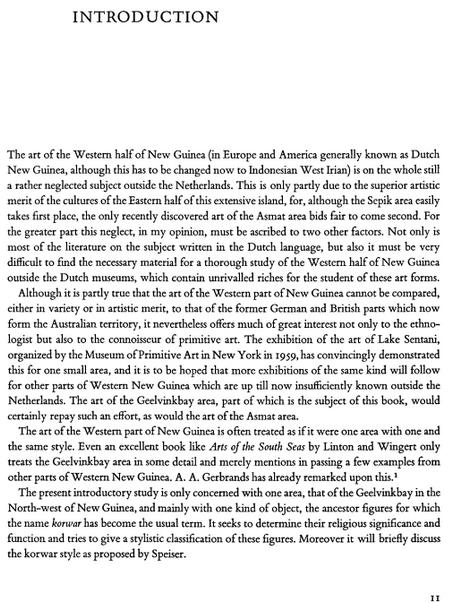 INTRODUCTION
The art of the Western half of New Guinea (in Europe and America generally known as Dutch
New Guinea, although this has to be changed now to Indonesian West Irian) is on the whole still
a rather neglected subject outside the Netherlands. This is only partly due to the superior artistic
merit of the cultures of the Eastern half of this extensive island, for, although the Sepik area easily
takes first place, the only recently discovered art of the Asmat area bids fair to come second. For
the greater part this neglect, in my opinion, must be ascribed to two other factors. Not only is
most of the literature on the subject written in the Dutch language, but also it must be very
difficult to find the necessary material for a thorough study of the Western half of New Guinea
outside the Dutch museums, which contain unrivalled riches for the student of these art forms.
Although it is partly true that the art of the Western part of New Guinea cannot be compared,
either in variety or in artistic merit, to that of the former German and British parts which now
form the Australian territory, it nevertheless offers much of great interest not only to the ethno-
logist but also to the connoisseur of primitive art. The exhibition of the art of Lake Sentani,
organized by the Museum of Primitive Art in New York in 1959, has convincingly demonstrated
this for one small area, and it is to be hoped that more exhibitions of the same kind will follow
for other parts of Western New Guinea which are up till now insufficiently known outside the
Netherlands. The art of the Geelvinkbay area, part of which is the subject of this book, would
certainly repay such an effort, as would the art of the Asmat area.
The art of the Western part of New Guinea is often treated as if it were one area with one and
the same style. Even an excellent book like Arts of the South Seas by Linton and Wingert only
treats the Geelvinkbay area in some detail and merely mentions in passing a few examples from
other parts of Western New Guinea. A. A. Gerbrands has already remarked upon this.¹
The present introductory study is only concerned with one area, that of the Geelvinkbay in the
North-west of New Guinea, and mainly with one kind of object, the ancestor figures for which
the name korwar has become the usual term. It seeks to determine their religious significance and
function and tries to give a stylistic classification of these figures. Moreover it will briefly discuss
the korwar style as proposed by Speiser.
11